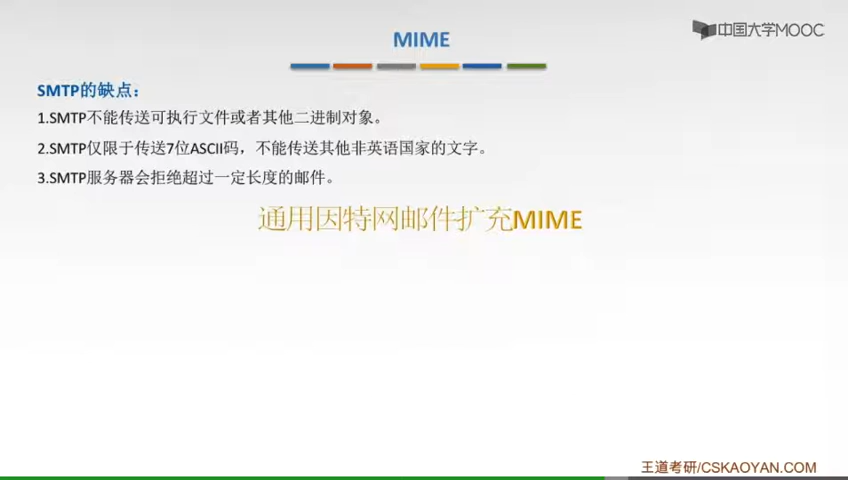 MIME
中国大学MOOC
SMTP的缺点：
1.SMTP不能传送可执行文件或者其他二进制对象。
2.SMTP仅限于传送7位ASCII码，不能传送其他非英语国家的文字。
3.SMTP服务器会拒绝超过一定长度的邮件。
通用因特网邮件扩充MIME
王道考研/CSKAOYAN.COM